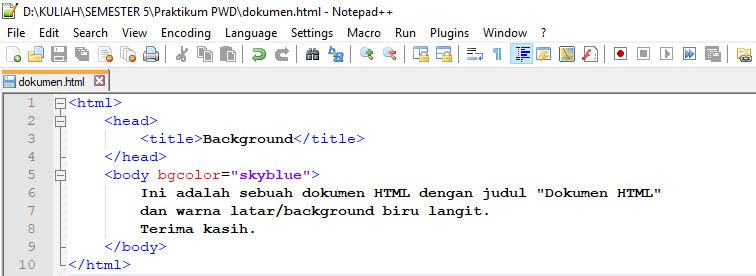 D:\KULIAH\SEMESTER 5\Praktikum PWD\dokumen.html - Notepad++
File Edit Search View Encoding Language Settings Macro Run Plugins Window ?
dokumen.html
1 <html>
2 <head>
3 <title>Background</title>
4 </head>
5 <body bgcolor="skyblue">
6 Ini adalah sebuah dokumen HTML dengan judul "Dokumen HTML"
7 dan warna latar/background biru langit.
8 Terima kasih.
9 </body>
10 </html>